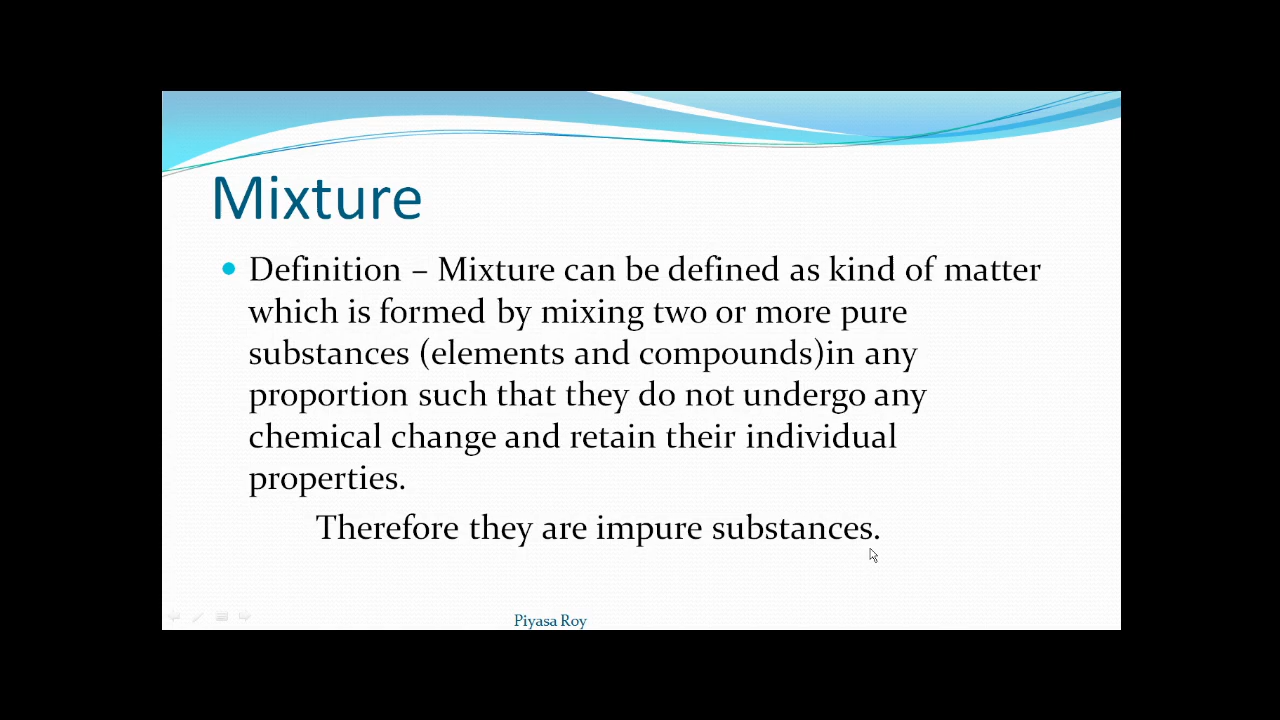 Mixture
Definition – Mixture can be defined as kind of matter
which is formed by mixing two or more pure
substances (elements and compounds)in any
proportion such that they do not undergo any
chemical change and retain their individual
properties.
Therefore they are impure substances.
Piyasa Roy